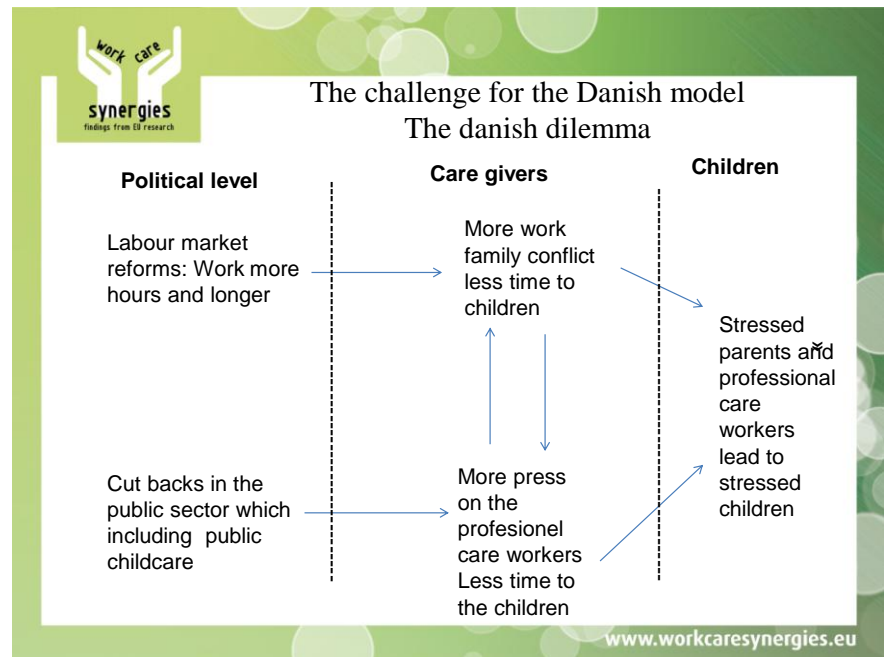 work care
synergies
findings from EU research
The challenge for the Danish model
The danish dilemma
Political level
Care givers
Children
Labour market
reforms: Work more
hours and longer
More work
family conflict
less time to
children
Stressed
parents and
professional
care
workers
lead to
stressed
children
Cut backs in the
public sector which
including public
childcare
More press
on the
profesionel
care workers
Less time to
the children
www.workcaresynergies.eu